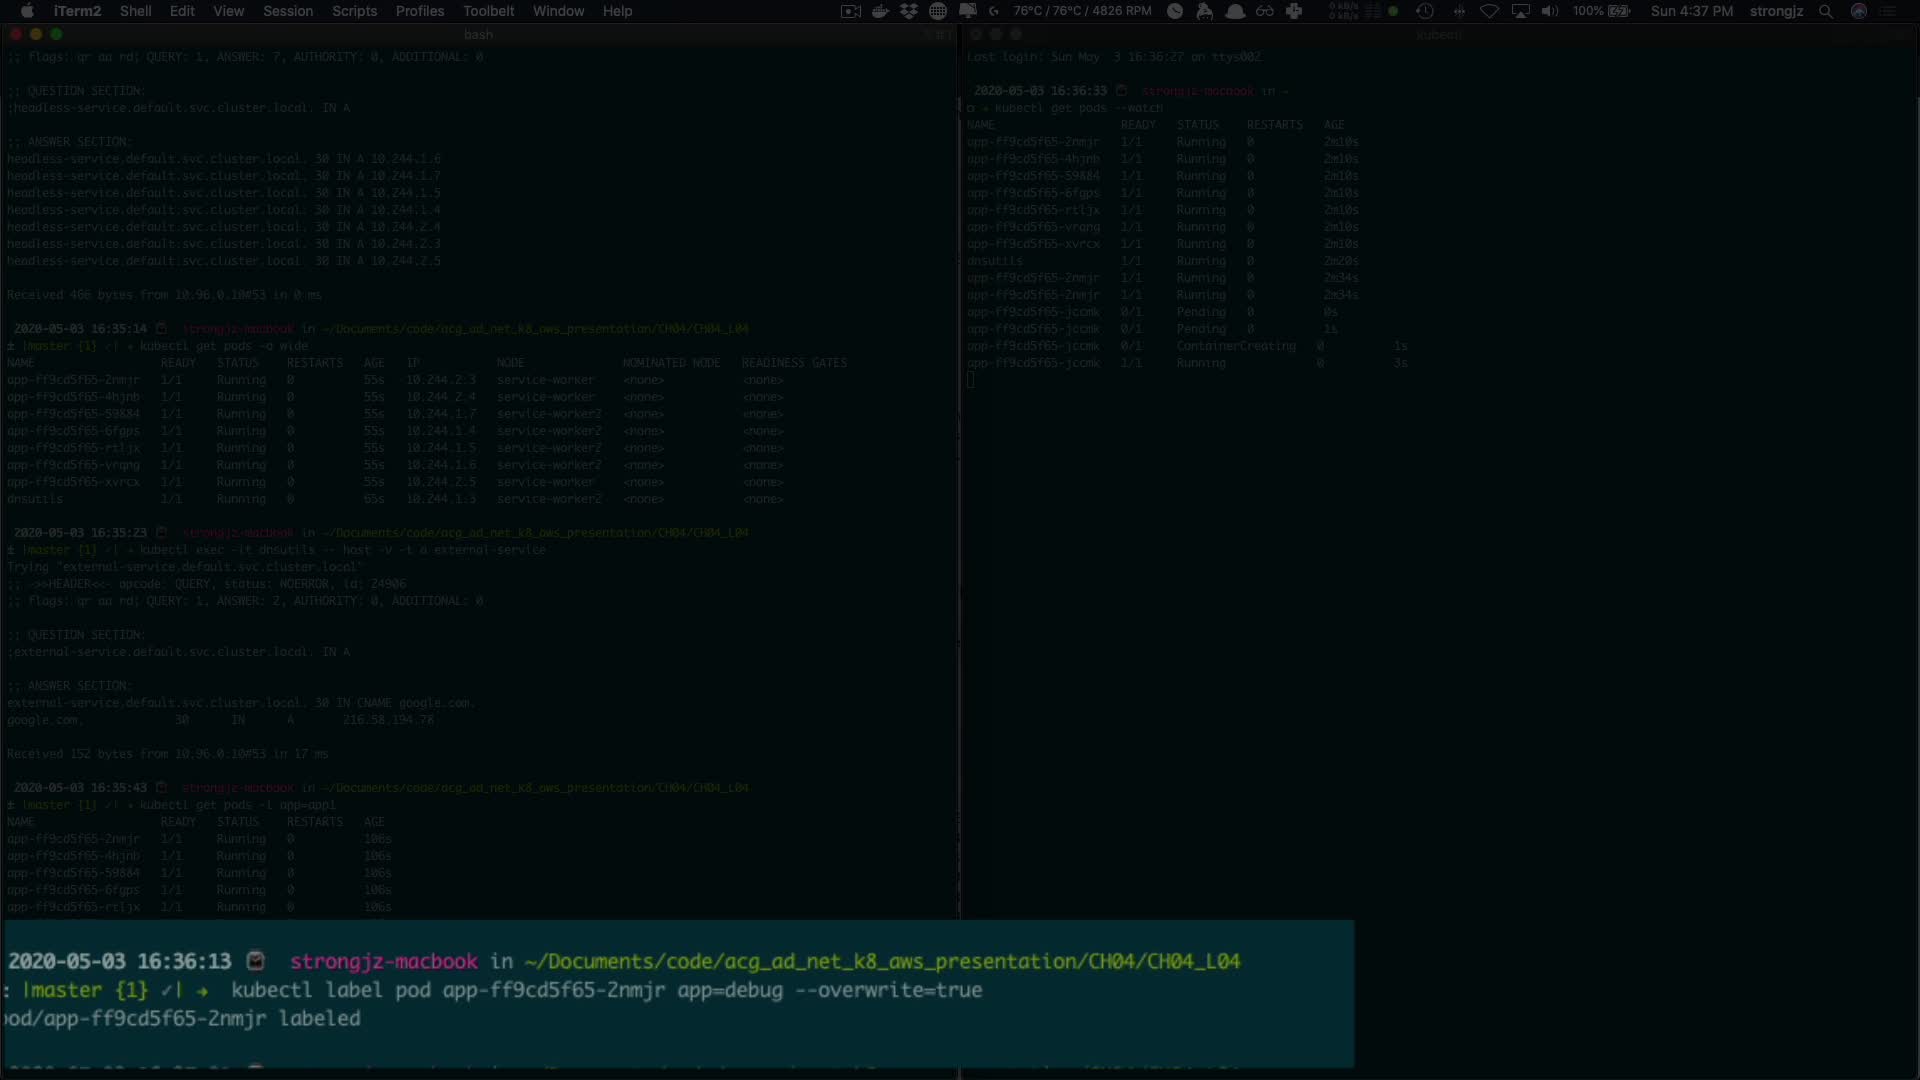 iTerm2 Shell Edit View Session Scripts Profiles Toolbelt Window Help 0 kB/s 0 kB/s 76°C / 76°C / 4826 RPM 100% Sun 4:37 PM strongjz
bash
;; flags: qr aa rd; QUERY: 1, ANSWER: 7, AUTHORITY: 0, ADDITIONAL: 0
;; QUESTION SECTION:
;headless-service.default.svc.cluster.local. IN A
;; ANSWER SECTION:
headless-service.default.svc.cluster.local. 30 IN A 10.244.1.6
headless-service.default.svc.cluster.local. 30 IN A 10.244.1.7
headless-service.default.svc.cluster.local. 30 IN A 10.244.1.5
headless-service.default.svc.cluster.local. 30 IN A 10.244.1.4
headless-service.default.svc.cluster.local. 30 IN A 10.244.2.4
headless-service.default.svc.cluster.local. 30 IN A 10.244.2.3
headless-service.default.svc.cluster.local. 30 IN A 10.244.2.5
Received 466 bytes from 10.96.0.10#53 in 0 ms
2020-05-03 16:35:14 strongjz-macbook in ~/Documents/code/acg_ad_net_k8_aws_presentation/CH04/CH04_L04
± |master {1} ✓| ➜ kubectl get pods -o wide
NAME READY STATUS RESTARTS AGE IP NODE NOMINATED NODE READINESS GATES
app-ff9cd5f65-2nmjr 1/1 Running 0 55s 10.244.2.3 service-worker <none> <none>
app-ff9cd5f65-4hjnb 1/1 Running 0 55s 10.244.2.4 service-worker <none> <none>
app-ff9cd5f65-59884 1/1 Running 0 55s 10.244.1.7 service-worker2 <none> <none>
app-ff9cd5f65-6fgps 1/1 Running 0 55s 10.244.1.4 service-worker2 <none> <none>
app-ff9cd5f65-rtljx 1/1 Running 0 55s 10.244.1.5 service-worker2 <none> <none>
app-ff9cd5f65-vrqng 1/1 Running 0 55s 10.244.1.6 service-worker2 <none> <none>
app-ff9cd5f65-xvrcx 1/1 Running 0 55s 10.244.2.5 service-worker <none> <none>
dnsutils 1/1 Running 0 65s 10.244.1.3 service-worker2 <none> <none>
2020-05-03 16:35:23 strongjz-macbook in ~/Documents/code/acg_ad_net_k8_aws_presentation/CH04/CH04_L04
± |master {1} ✓| ➜ kubectl exec -it dnsutils -- host -v -t a external-service
Trying "external-service.default.svc.cluster.local"
;; ->>HEADER<<- opcode: QUERY, status: NOERROR, id: 24906
;; flags: qr aa rd; QUERY: 1, ANSWER: 2, AUTHORITY: 0, ADDITIONAL: 0
;; QUESTION SECTION:
;external-service.default.svc.cluster.local. IN A
;; ANSWER SECTION:
external-service.default.svc.cluster.local. 30 IN CNAME google.com.
google.com. 30 IN A 216.58.194.78
Received 152 bytes from 10.96.0.10#53 in 17 ms
2020-05-03 16:35:43 strongjz-macbook in ~/Documents/code/acg_ad_net_k8_aws_presentation/CH04/CH04_L04
± |master {1} ✓| ➜ kubectl get pods -l app=app1
NAME READY STATUS RESTARTS AGE
app-ff9cd5f65-2nmjr 1/1 Running 0 106s
app-ff9cd5f65-4hjnb 1/1 Running 0 106s
app-ff9cd5f65-59884 1/1 Running 0 106s
app-ff9cd5f65-6fgps 1/1 Running 0 106s
app-ff9cd5f65-rtljx 1/1 Running 0 106s
2020-05-03 16:36:13 strongjz-macbook in ~/Documents/code/acg_ad_net_k8_aws_presentation/CH04/CH04_L04
: |master {1} ✓| ➜ kubectl label pod app-ff9cd5f65-2nmjr app=debug --overwrite=true
pod/app-ff9cd5f65-2nmjr labeled
kubectl
Last login: Sun May 3 16:36:27 on ttys002
2020-05-03 16:36:33 strongjz-macbook in ~
○ ➜ kubectl get pods --watch
NAME READY STATUS RESTARTS AGE
app-ff9cd5f65-2nmjr 1/1 Running 0 2m10s
app-ff9cd5f65-4hjnb 1/1 Running 0 2m10s
app-ff9cd5f65-59884 1/1 Running 0 2m10s
app-ff9cd5f65-6fgps 1/1 Running 0 2m10s
app-ff9cd5f65-rtljx 1/1 Running 0 2m10s
app-ff9cd5f65-vrqng 1/1 Running 0 2m10s
app-ff9cd5f65-xvrcx 1/1 Running 0 2m10s
dnsutils 1/1 Running 0 2m20s
app-ff9cd5f65-2nmjr 1/1 Running 0 2m34s
app-ff9cd5f65-2nmjr 1/1 Running 0 2m34s
app-ff9cd5f65-jccmk 0/1 Pending 0 0s
app-ff9cd5f65-jccmk 0/1 Pending 0 1s
app-ff9cd5f65-jccmk 0/1 ContainerCreating 0 1s
app-ff9cd5f65-jccmk 1/1 Running 0 3s